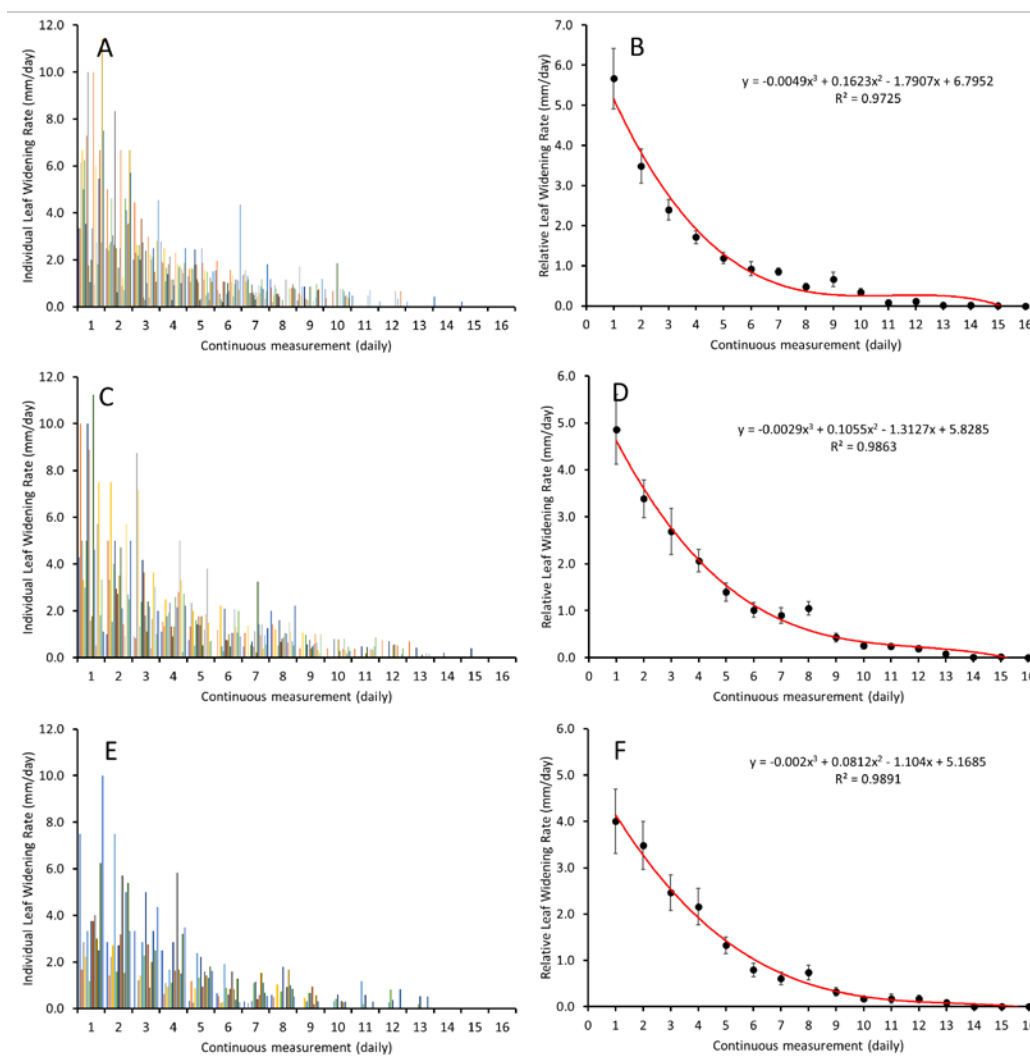 A
Individual Leaf Widening Rate (mm/day)
12.0
10.0
8.0
6.0
4.0
2.0
0.0
1 2 3 4 5 6 7 8 9 10 11 12 13 14 15 16
Continuous measurement (daily)
B
y = -0.0049x³ + 0.1623x² - 1.7907x + 6.7952
R² = 0.9725
Relative Leaf Widening Rate (mm/day)
7.0
6.0
5.0
4.0
3.0
2.0
1.0
0.0
0 1 2 3 4 5 6 7 8 9 10 11 12 13 14 15 16
Continuous measurement (daily)
C
Individual Leaf Widening Rate (mm/day)
12.0
10.0
8.0
6.0
4.0
2.0
0.0
1 2 3 4 5 6 7 8 9 10 11 12 13 14 15 16
Continuous measurement (daily)
D
y = -0.0029x³ + 0.1055x² - 1.3127x + 5.8285
R² = 0.9863
Relative Leaf Widening Rate (mm/day)
6.0
5.0
4.0
3.0
2.0
1.0
0.0
0 1 2 3 4 5 6 7 8 9 10 11 12 13 14 15 16
Continuous measurement (daily)
E
Individual Leaf Widening Rate (mm/day)
12.0
10.0
8.0
6.0
4.0
2.0
0.0
1 2 3 4 5 6 7 8 9 10 11 12 13 14 15 16
Continuous measurement (daily)
F
y = -0.002x³ + 0.0812x² - 1.104x + 5.1685
R² = 0.9891
Relative Leaf Widening Rate (mm/day)
6.0
5.0
4.0
3.0
2.0
1.0
0.0
0 1 2 3 4 5 6 7 8 9 10 11 12 13 14 15 16
Continuous measurement (daily)